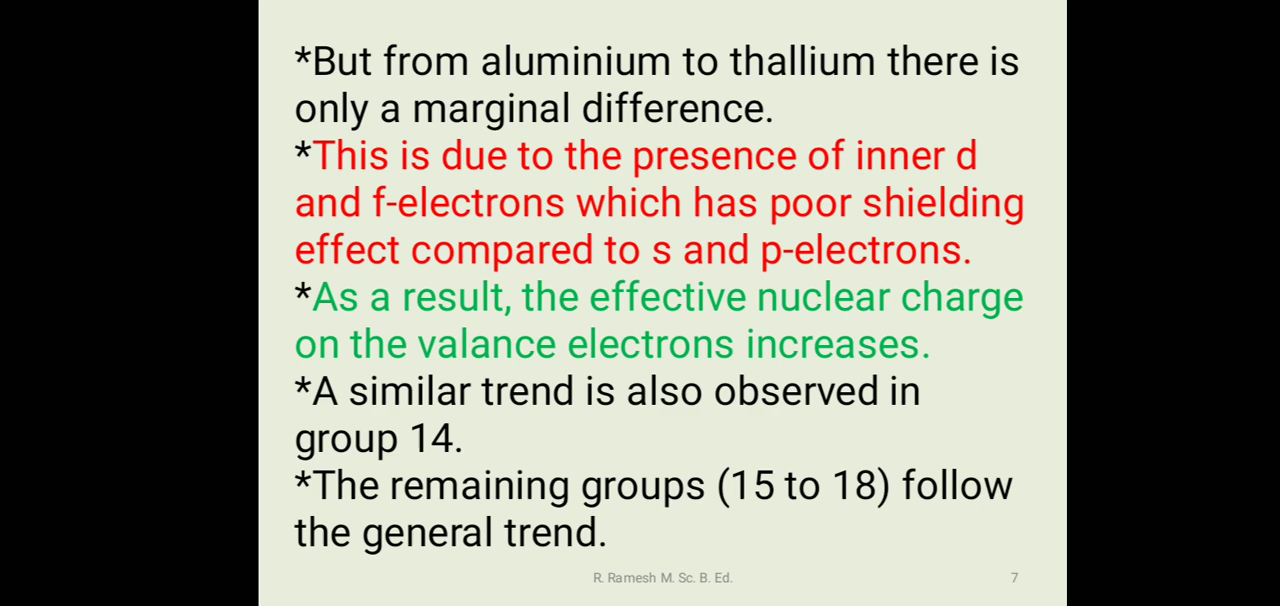 *But from aluminium to thallium there is
only a marginal difference.
*This is due to the presence of inner d
and f-electrons which has poor shielding
effect compared to s and p-electrons.
*As a result, the effective nuclear charge
on the valance electrons increases.
*A similar trend is also observed in
group 14.
*The remaining groups (15 to 18) follow
the general trend.
R. Ramesh M. Sc. B. Ed. 7